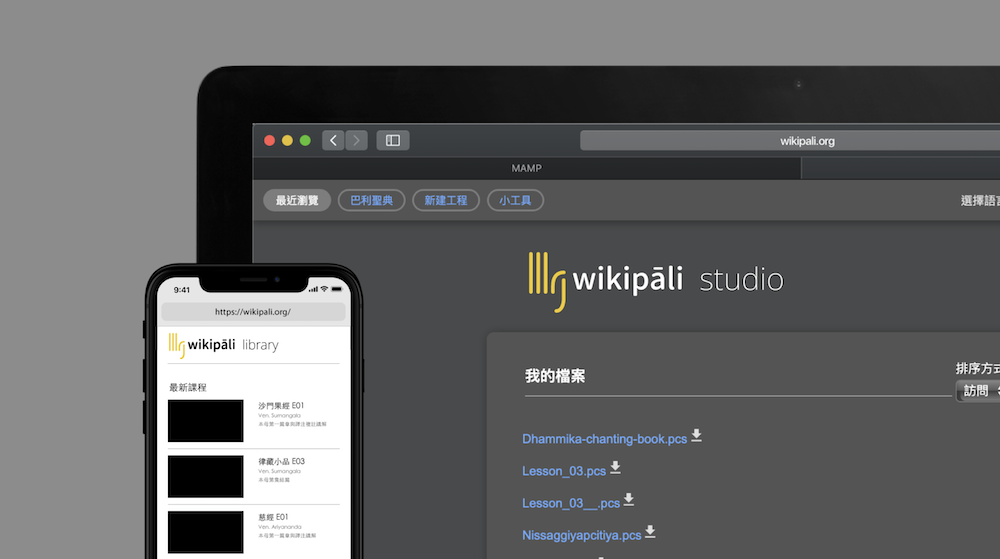 wikipali.org
MAMP
最近瀏覽
巴利聖典
新建工程
小工具
選擇語言
wikipāli studio
我的檔案
排序方式
訪問
Dhammika-chanting-book.pcs
Lesson_03.pcs
Lesson_03__.pcs
Nissaggiyapcitiya.pcs
9:41
https://wikipali.org/
wikipāli library
最新課程
沙門果經 E01
Ven. Sumangala
律藏小品 E03
Ven. Sumangala
慈經 E01
Ven. Ariyananda